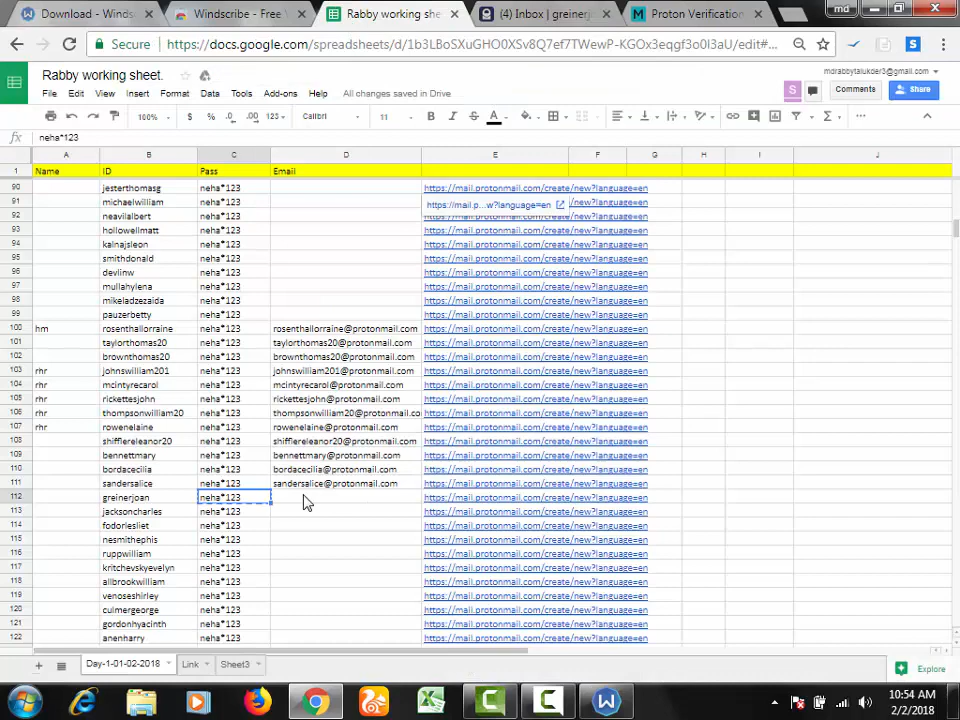 Download - Winds
Windscribe - Free
Rabby working she
(4) Inbox | greinerj
Proton Verification
md
Secure
https://docs.google.com/spreadsheets/d/1b3LBoSXuGHO0XSv8Q7ef7TWewP-KGOx3eqgf3o0I3aU/edit#...
Rabby working sheet.
mdrabbytalukder3@gmail.com
File Edit View Insert Format Data Tools Add-ons Help All changes saved in Drive
S
Comments
Share
100% $ % .0 .00 123 Calibri 11 B I S A
fx neha*123
A B C D E F G H I J
1 Name ID Pass Email
90 jesterthomasg neha*123 https://mail.protonmail.com/create/new?language=en
91 michaelwilliam neha*123 https://mail.p...w?language=en /new?language=en
92 neavilalbert neha*123 https://mail.protonmail.com/create/new?language=en
93 hollowellmatt neha*123 https://mail.protonmail.com/create/new?language=en
94 kalnajsleon neha*123 https://mail.protonmail.com/create/new?language=en
95 smithdonald neha*123 https://mail.protonmail.com/create/new?language=en
96 devlinw neha*123 https://mail.protonmail.com/create/new?language=en
97 mullahylena neha*123 https://mail.protonmail.com/create/new?language=en
98 mikeladzezaida neha*123 https://mail.protonmail.com/create/new?language=en
99 pauzerbetty neha*123 https://mail.protonmail.com/create/new?language=en
100 hm rosenthallorraine neha*123 rosenthallorraine@protonmail.com https://mail.protonmail.com/create/new?language=en
101 taylorthomas20 neha*123 taylorthomas20@protonmail.com https://mail.protonmail.com/create/new?language=en
102 brownthomas20 neha*123 brownthomas20@protonmail.com https://mail.protonmail.com/create/new?language=en
103 rhr johnswilliam201 neha*123 johnswilliam201@protonmail.com https://mail.protonmail.com/create/new?language=en
104 rhr mcintyrecarol neha*123 mcintyrecarol@protonmail.com https://mail.protonmail.com/create/new?language=en
105 rhr rickettesjohn neha*123 rickettesjohn@protonmail.com https://mail.protonmail.com/create/new?language=en
106 rhr thompsonwilliam20 neha*123 thompsonwilliam20@protonmail.co https://mail.protonmail.com/create/new?language=en
107 rhr rowenelaine neha*123 rowenelaine@protonmail.com https://mail.protonmail.com/create/new?language=en
108 shifflereleanor20 neha*123 shifflereleanor20@protonmail.com https://mail.protonmail.com/create/new?language=en
109 bennettmary neha*123 bennettmary@protonmail.com https://mail.protonmail.com/create/new?language=en
110 bordacecilia neha*123 bordacecilia@protonmail.com https://mail.protonmail.com/create/new?language=en
111 sandersalice neha*123 sandersalice@protonmail.com https://mail.protonmail.com/create/new?language=en
112 greinerjoan neha*123 https://mail.protonmail.com/create/new?language=en
113 jacksoncharles neha*123 https://mail.protonmail.com/create/new?language=en
114 fodorliesliet neha*123 https://mail.protonmail.com/create/new?language=en
115 nesmithephis neha*123 https://mail.protonmail.com/create/new?language=en
116 ruppwilliam neha*123 https://mail.protonmail.com/create/new?language=en
117 kritchevskyevelyn neha*123 https://mail.protonmail.com/create/new?language=en
118 allbrookwilliam neha*123 https://mail.protonmail.com/create/new?language=en
119 venoseshirley neha*123 https://mail.protonmail.com/create/new?language=en
120 culmergeorge neha*123 https://mail.protonmail.com/create/new?language=en
121 gordonhyacinth neha*123 https://mail.protonmail.com/create/new?language=en
122 anenharry neha*123 https://mail.protonmail.com/create/new?language=en
Day-1-01-02-2018 Link Sheet3
Explore
10:54 AM
2/2/2018